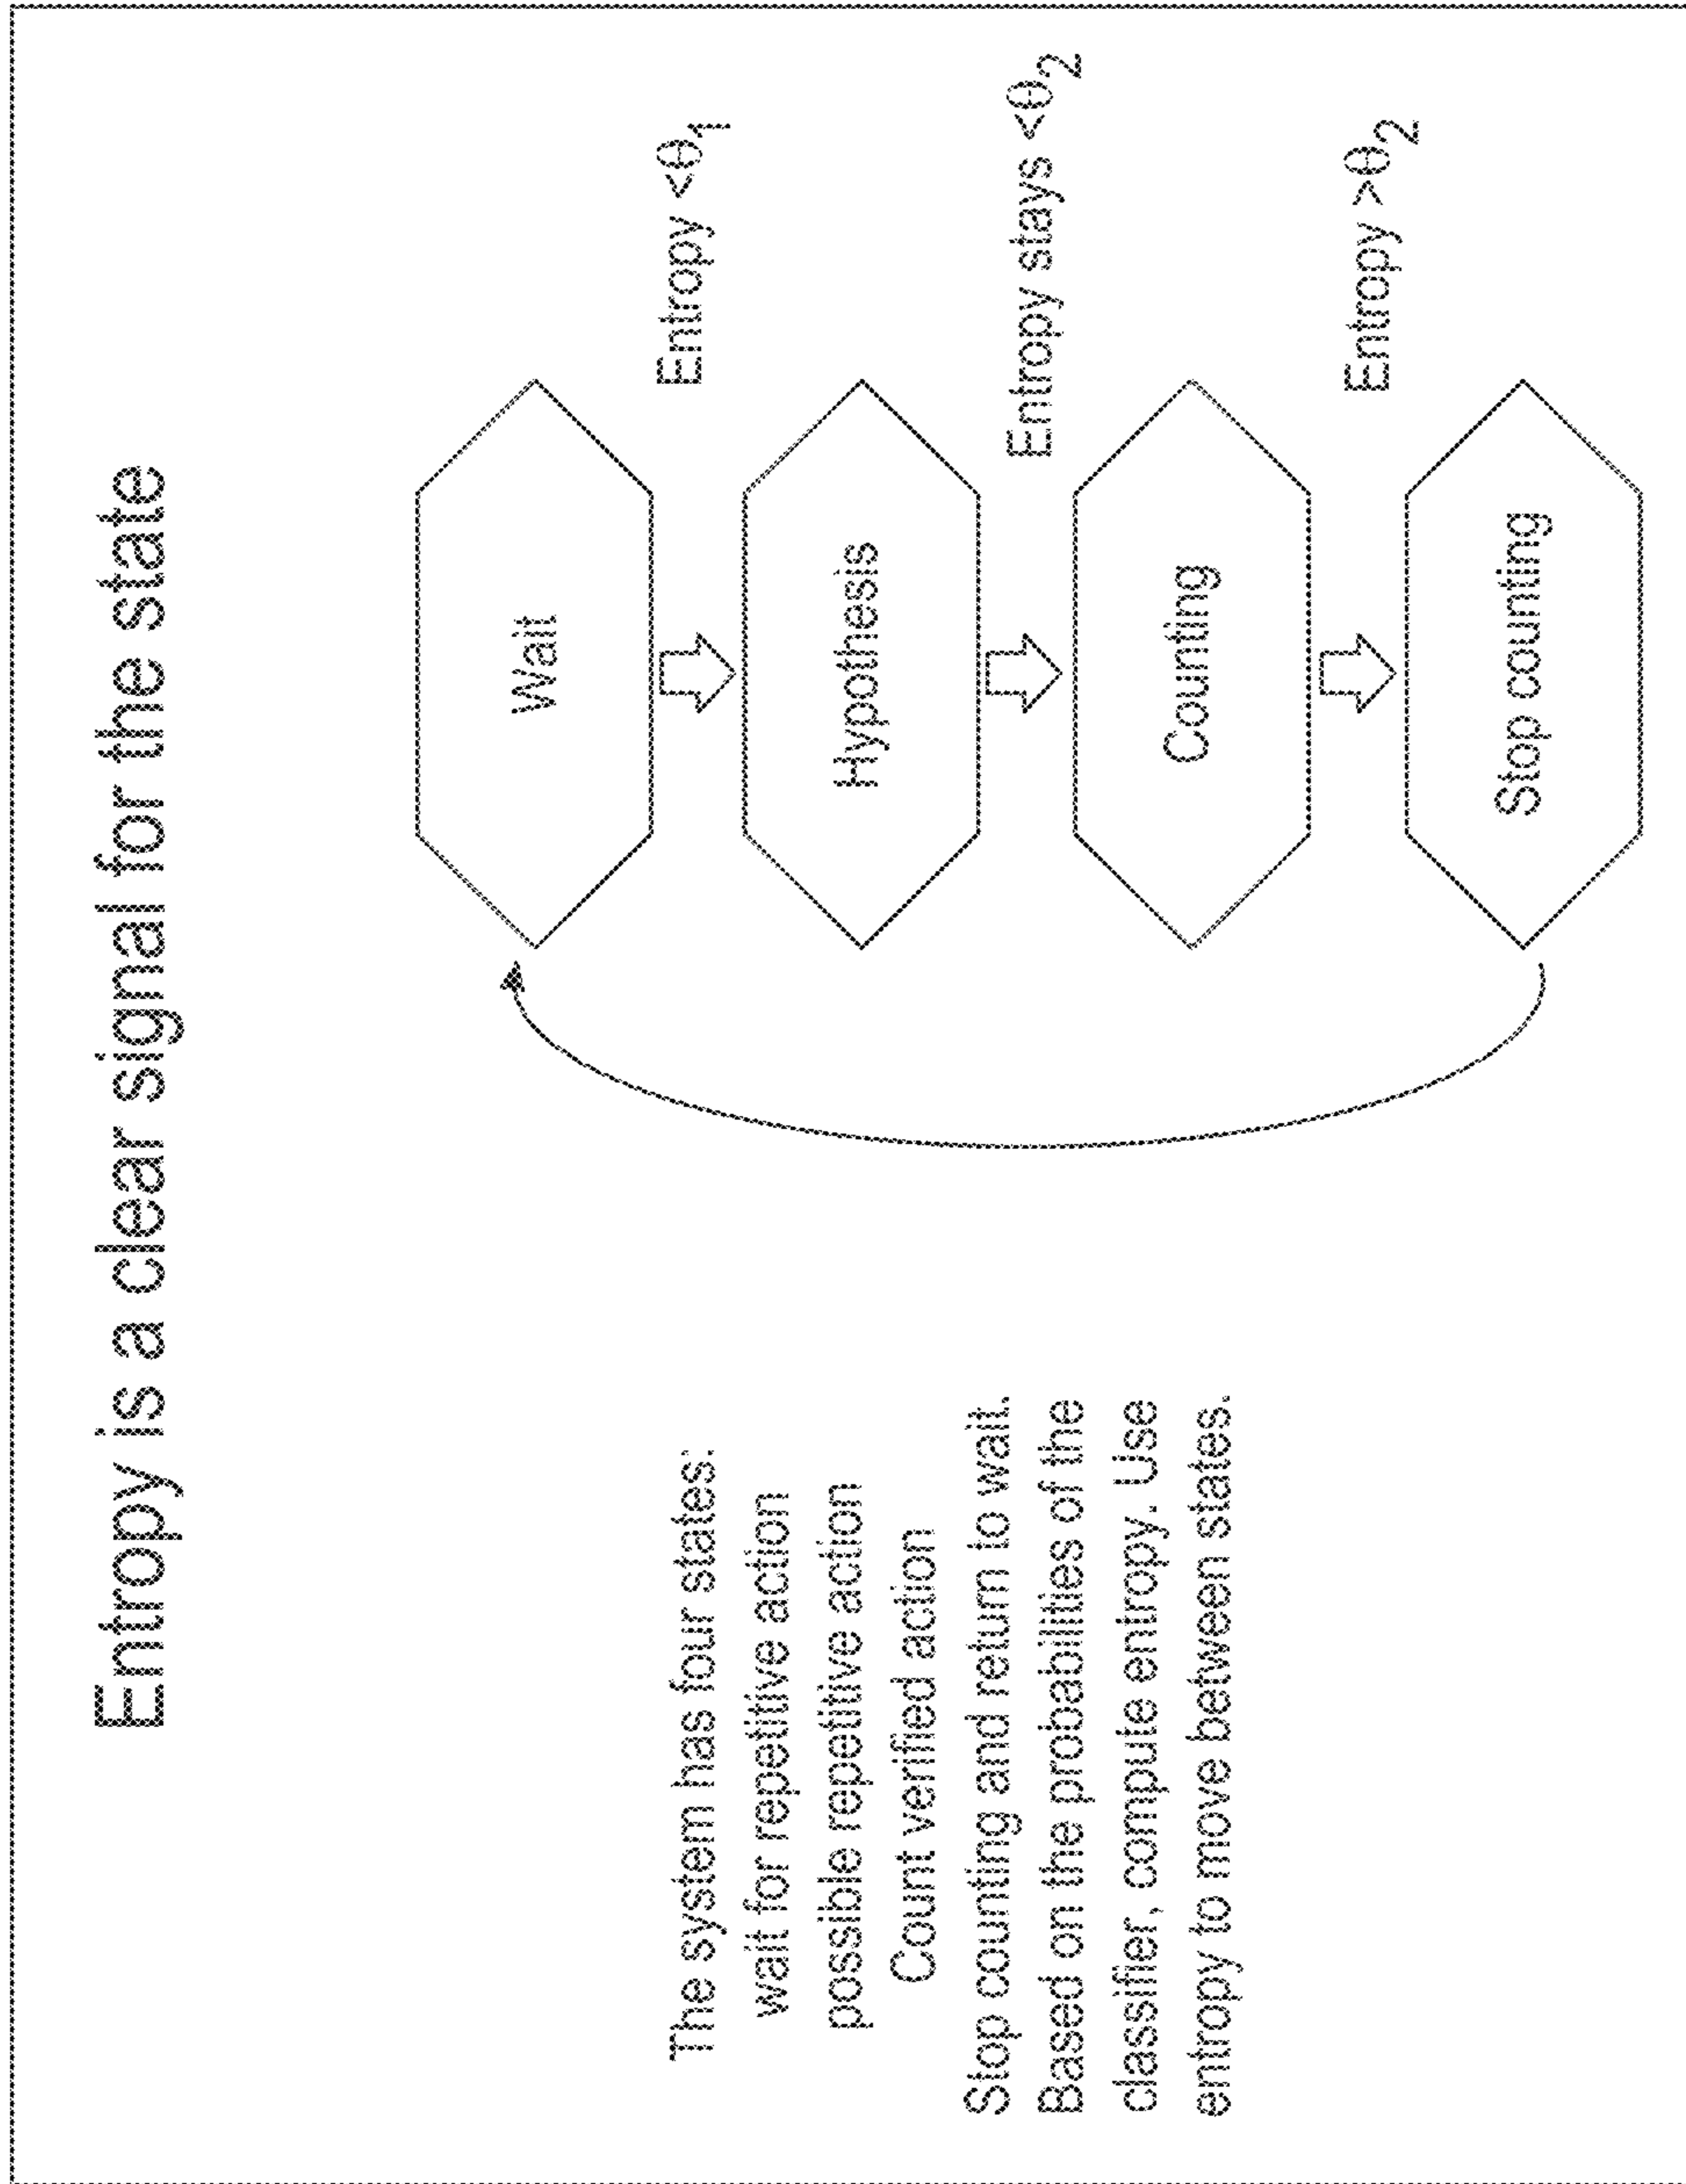 Entropy is a clear signal for the state
The system has four states:
wait for repetitive action
possible repetitive action
Count verified action
Stop counting and return to wait.
Based on the probabilities of the
classifier, compute entropy. Use
entropy to move between states.
Wait
Entropy <θ₁
Hypothesis
Entropy stays <θ₂
Counting
Entropy >θ₂
Stop counting